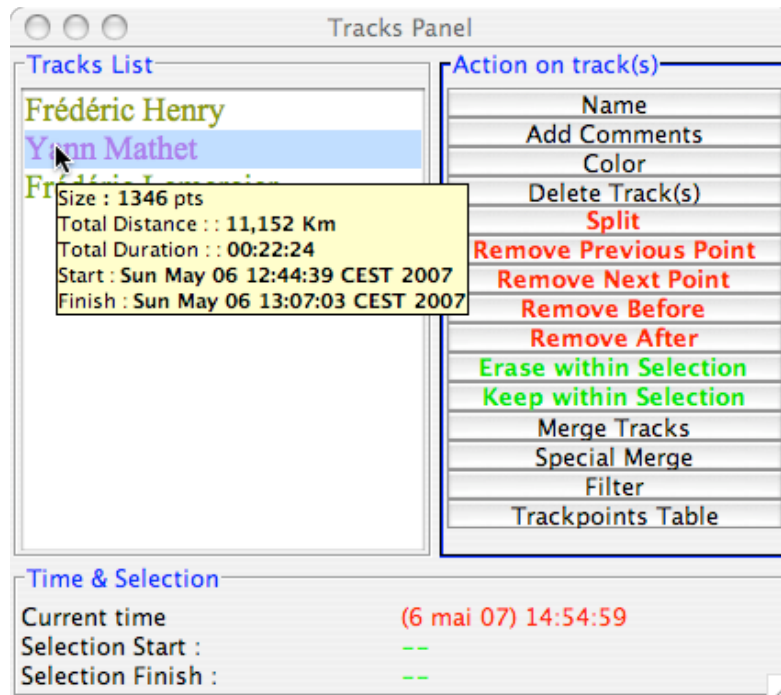 Tracks Panel
Tracks List
Frédéric Henry
Yann Mathet
Size : 1346 pts
Total Distance : : 11,152 Km
Total Duration : : 00:22:24
Start : Sun May 06 12:44:39 CEST 2007
Finish : Sun May 06 13:07:03 CEST 2007
Action on track(s)
Name
Add Comments
Color
Delete Track(s)
Split
Remove Previous Point
Remove Next Point
Remove Before
Remove After
Erase within Selection
Keep within Selection
Merge Tracks
Special Merge
Filter
Trackpoints Table
Time & Selection
Current time (6 mai 07) 14:54:59
Selection Start : --
Selection Finish : --